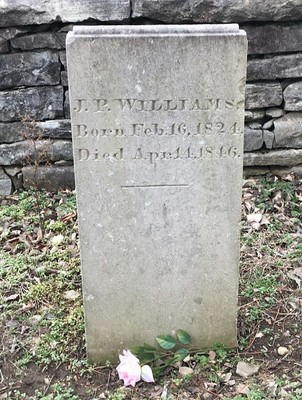 J. P. WILLIAMS.
Born Feb. 16, 1824.
Died Apr. 14, 1846.